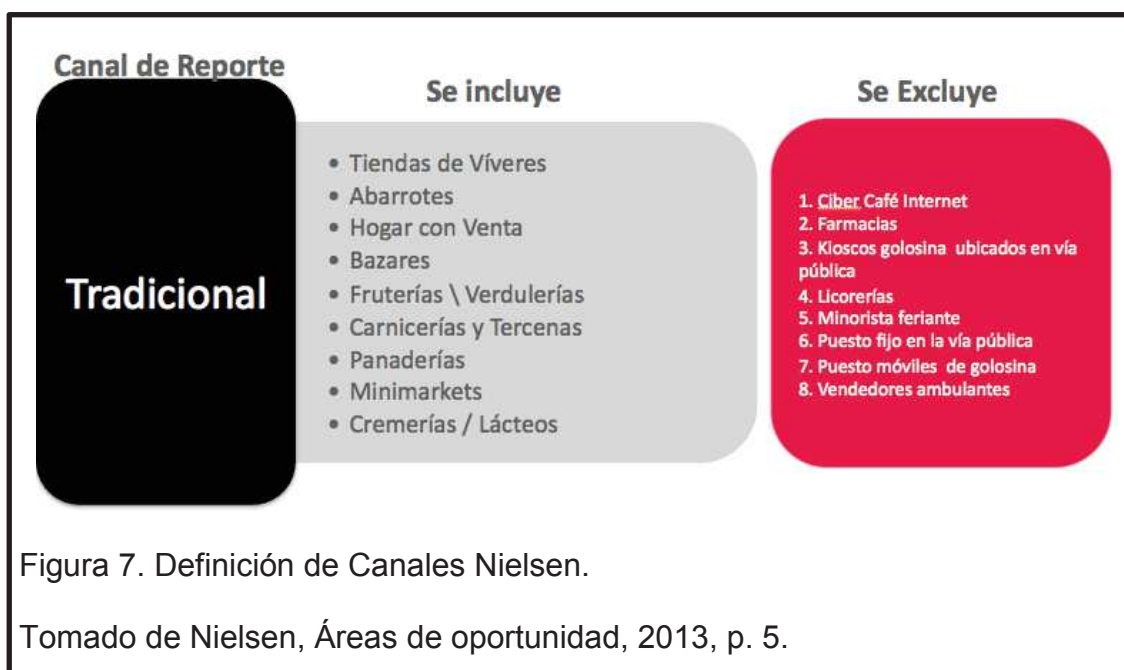 Canal de Reporte
Tradicional
Se incluye
• Tiendas de Víveres
• Abarrotes
• Hogar con Venta
• Bazares
• Fruterías \ Verdulerías
• Carnicerías y Tercenas
• Panaderías
• Minimarkets
• Cremerías / Lácteos
Se Excluye
1. Ciber Café Internet
2. Farmacias
3. Kioscos golosina ubicados en vía
pública
4. Licorerías
5. Minorista feriante
6. Puesto fijo en la vía pública
7. Puesto móviles de golosina
8. Vendedores ambulantes
Figura 7. Definición de Canales Nielsen.
Tomado de Nielsen, Áreas de oportunidad, 2013, p. 5.